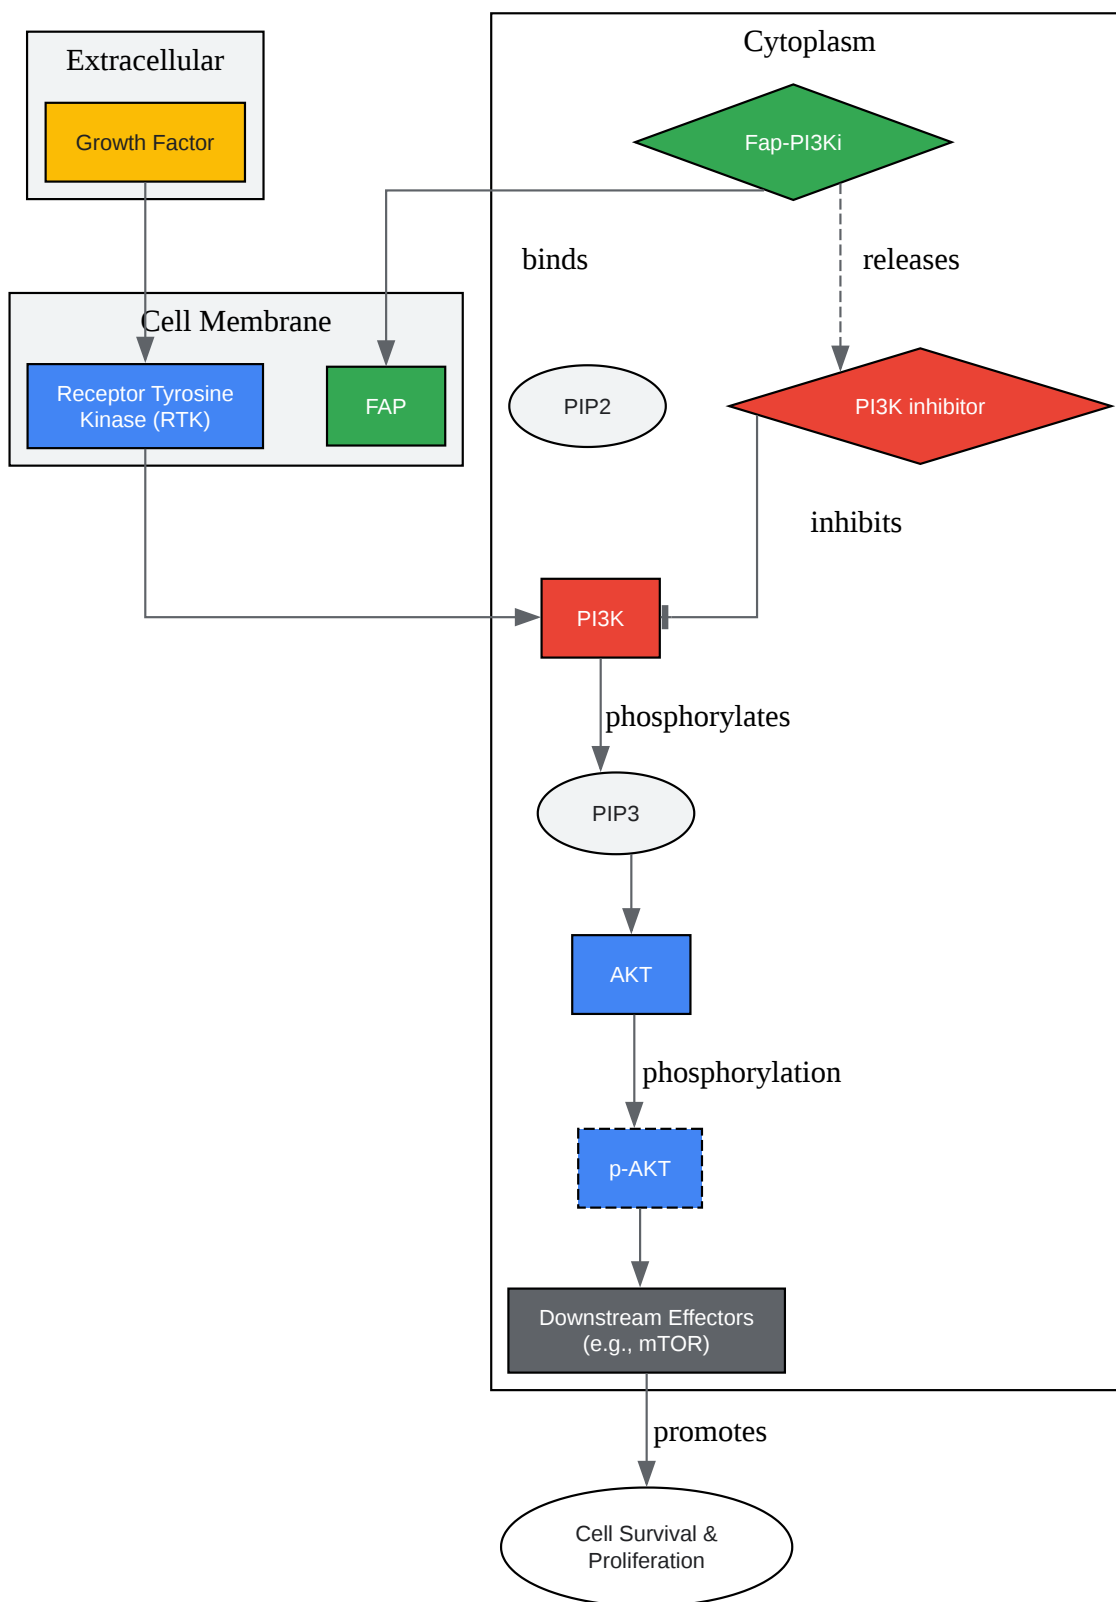 Extracellular
Growth Factor
Cytoplasm
Fap-PI3Ki
binds
releases
Cell Membrane
Receptor Tyrosine
Kinase (RTK)
FAP
PIP2
PI3K inhibitor
inhibits
PI3K
phosphorylates
PIP3
AKT
phosphorylation
p-AKT
Downstream Effectors
(e.g., mTOR)
promotes
Cell Survival &
Proliferation